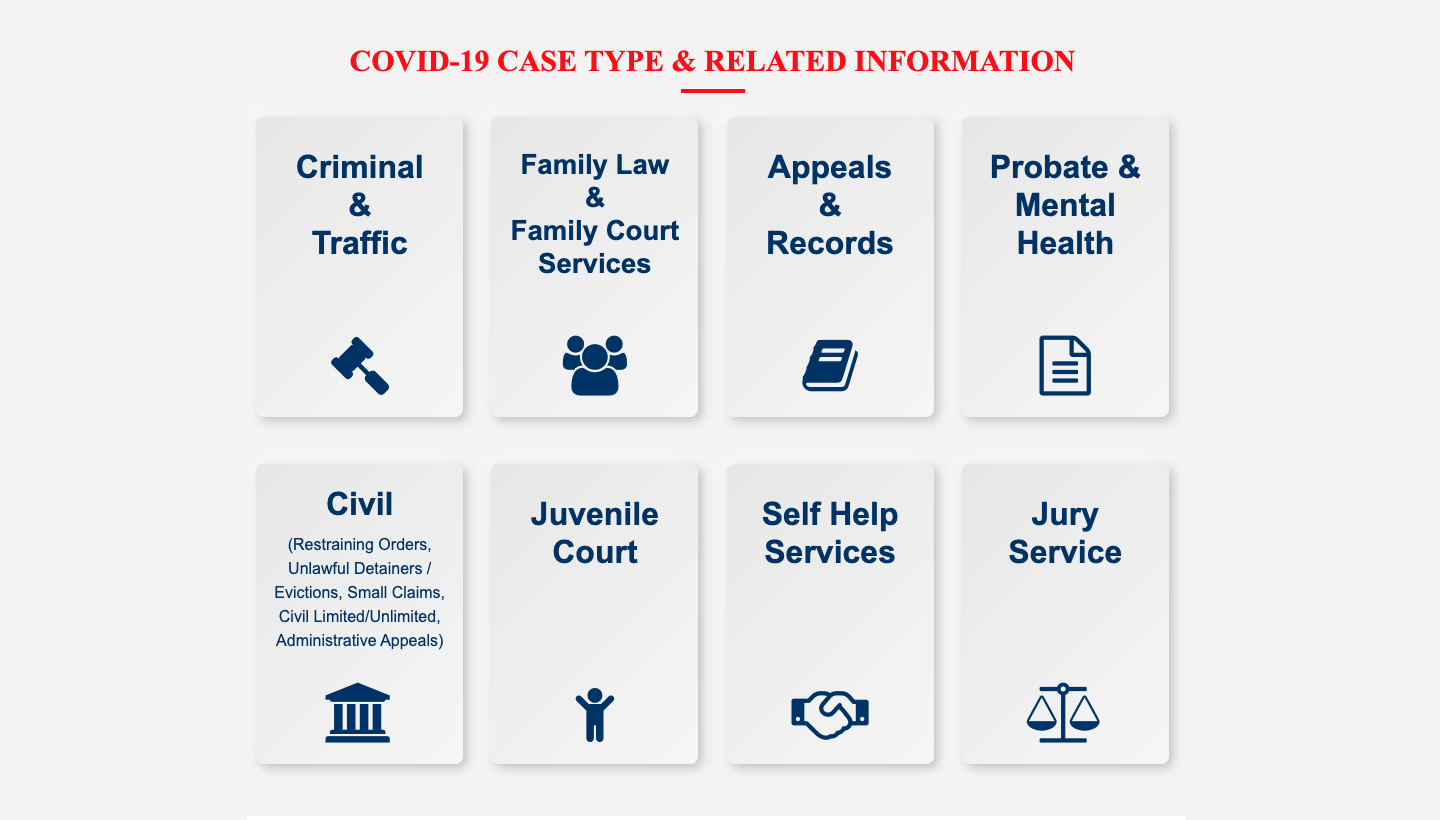 COVID-19 CASE TYPE & RELATED INFORMATION
Criminal
&
Traffic
Family Law
&
Family Court
Services
Appeals
&
Records
Probate &
Mental
Health
Civil
(Restraining Orders,
Unlawful Detainers /
Evictions, Small Claims,
Civil Limited/Unlimited,
Administrative Appeals)
Juvenile
Court
Self Help
Services
Jury
Service